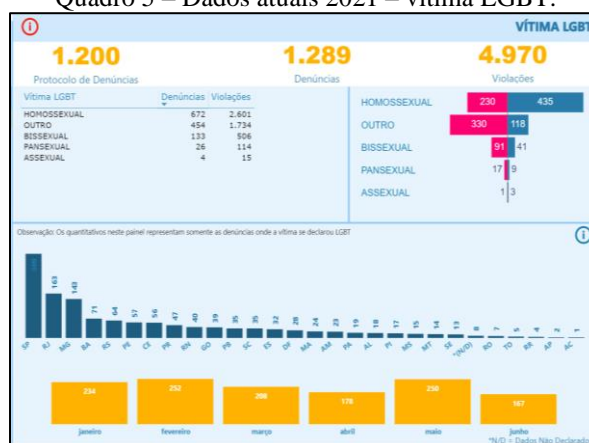 Quadro 5 – Dados atuais 2021 – vítima LGBT.
VÍTIMA LGBT
1.200
Protocolo de Denúncias
1.289
Denúncias
4.970
Violações
Vítima LGBT Denúncias Violações
HOMOSSEXUAL 672 2.601
OUTRO 454 1.734
BISSEXUAL 133 506
PANSEXUAL 26 114
ASSEXUAL 4 15
HOMOSSEXUAL 230 435
OUTRO 330 118
BISSEXUAL 91 41
PANSEXUAL 17 9
ASSEXUAL 1 3
Observação: Os quantitativos neste painel representam somente as denúncias onde a vítima se declarou LGBT
163 143 71 64 57 56 47 40 39 35 35 32 28 24 23 19 18 17 15 14 13 8 7 5 4 2 1
SP RJ MG BA RS PE CE PR RN GO PB SC ES DF MA AM PA AL PI MS MT SE *(N/D) RO TO RR AP AC
234 252 208 178 250 167
janeiro fevereiro março abril maio junho
*N/D = Dados Não Declarado